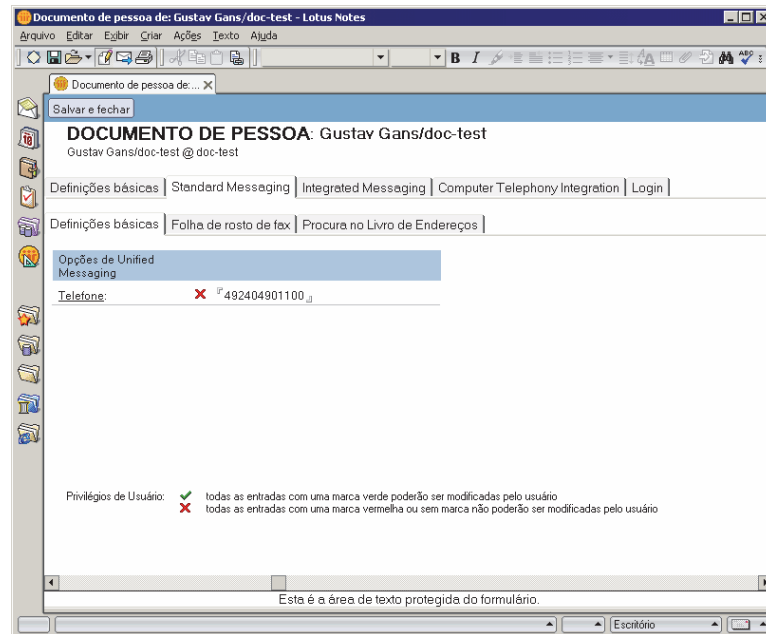 Documento de pessoa de: Gustav Gans/doc-test - Lotus Notes
Arquivo Editar Exibir Criar Ações Texto Ajuda
B I
Documento de pessoa de:...
Salvar e fechar
DOCUMENTO DE PESSOA: Gustav Gans/doc-test
Gustav Gans/doc-test @ doc-test
Definições básicas Standard Messaging Integrated Messaging Computer Telephony Integration Login
Definições básicas Folha de rosto de fax Procura no Livro de Endereços
Opções de Unified
Messaging
Telefone: 492404901100
Privilégios de Usuário: todas as entradas com uma marca verde poderão ser modificadas pelo usuário
todas as entradas com uma marca vermelha ou sem marca não poderão ser modificadas pelo usuário
Esta é a área de texto protegida do formulário.
Escritório